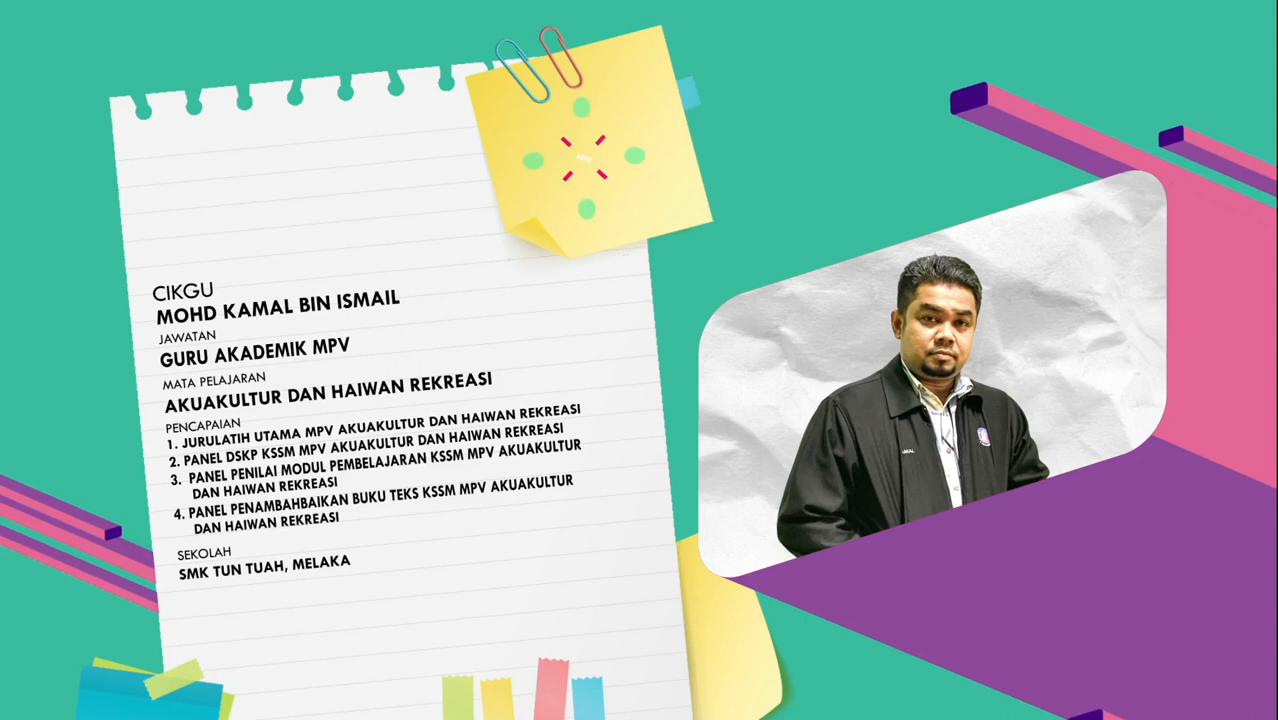 CIKGU
MOHD KAMAL BIN ISMAIL
JAWATAN
GURU AKADEMIK MPV
MATA PELAJARAN
AKUAKULTUR DAN HAIWAN REKREASI
PENCAPAIAN
1. JURULATIH UTAMA MPV AKUAKULTUR DAN HAIWAN REKREASI
2. PANEL DSKP KSSM MPV AKUAKULTUR DAN HAIWAN REKREASI
3. PANEL PENILAI MODUL PEMBELAJARAN KSSM MPV AKUAKULTUR
DAN HAIWAN REKREASI
4. PANEL PENAMBAHBAIKAN BUKU TEKS KSSM MPV AKUAKULTUR
DAN HAIWAN REKREASI
SEKOLAH
SMK TUN TUAH, MELAKA